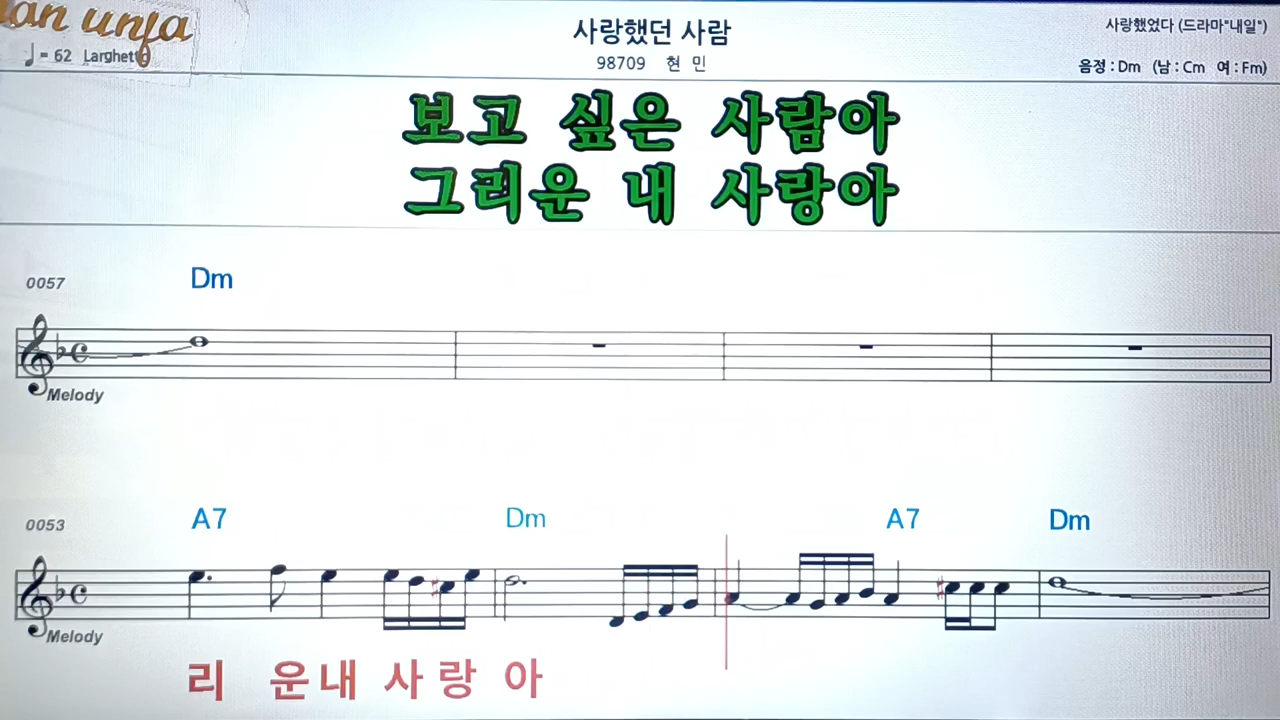 an unfa
♩= 62 Larghetto
사랑했던 사람
98709 현 민
사랑했었다 (드라마"내일")
음정 : Dm (남 : Cm 여 : Fm)
보고 싶은 사람아
그리운 내 사랑아
0057 Dm
Melody
0053 A7 Dm A7 Dm
Melody
리 운내 사랑 아